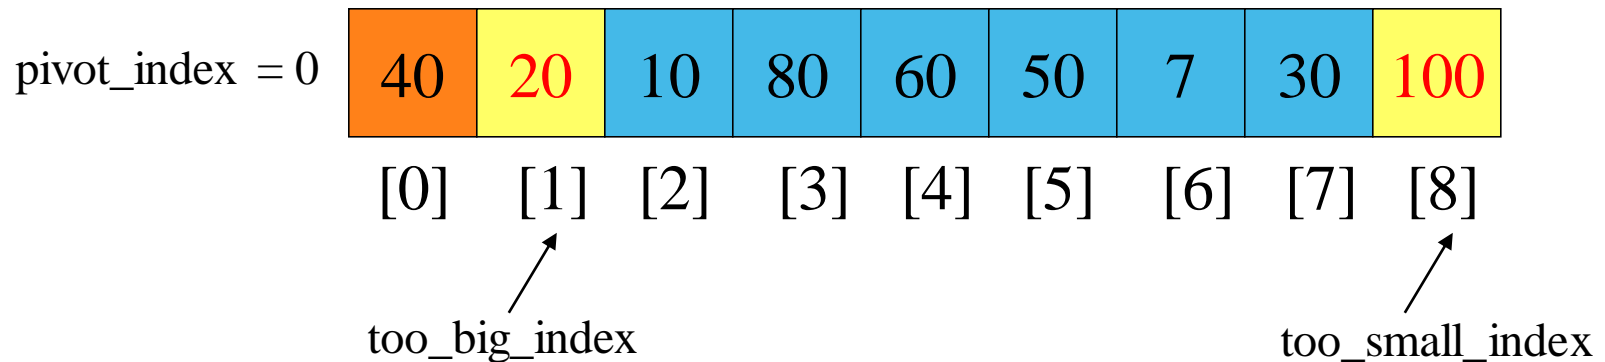 pivot_index = 0 40 20 10 80 60 50 7 30 100
[0] [1] [2] [3] [4] [5] [6] [7] [8]
too_big_index too_small_index